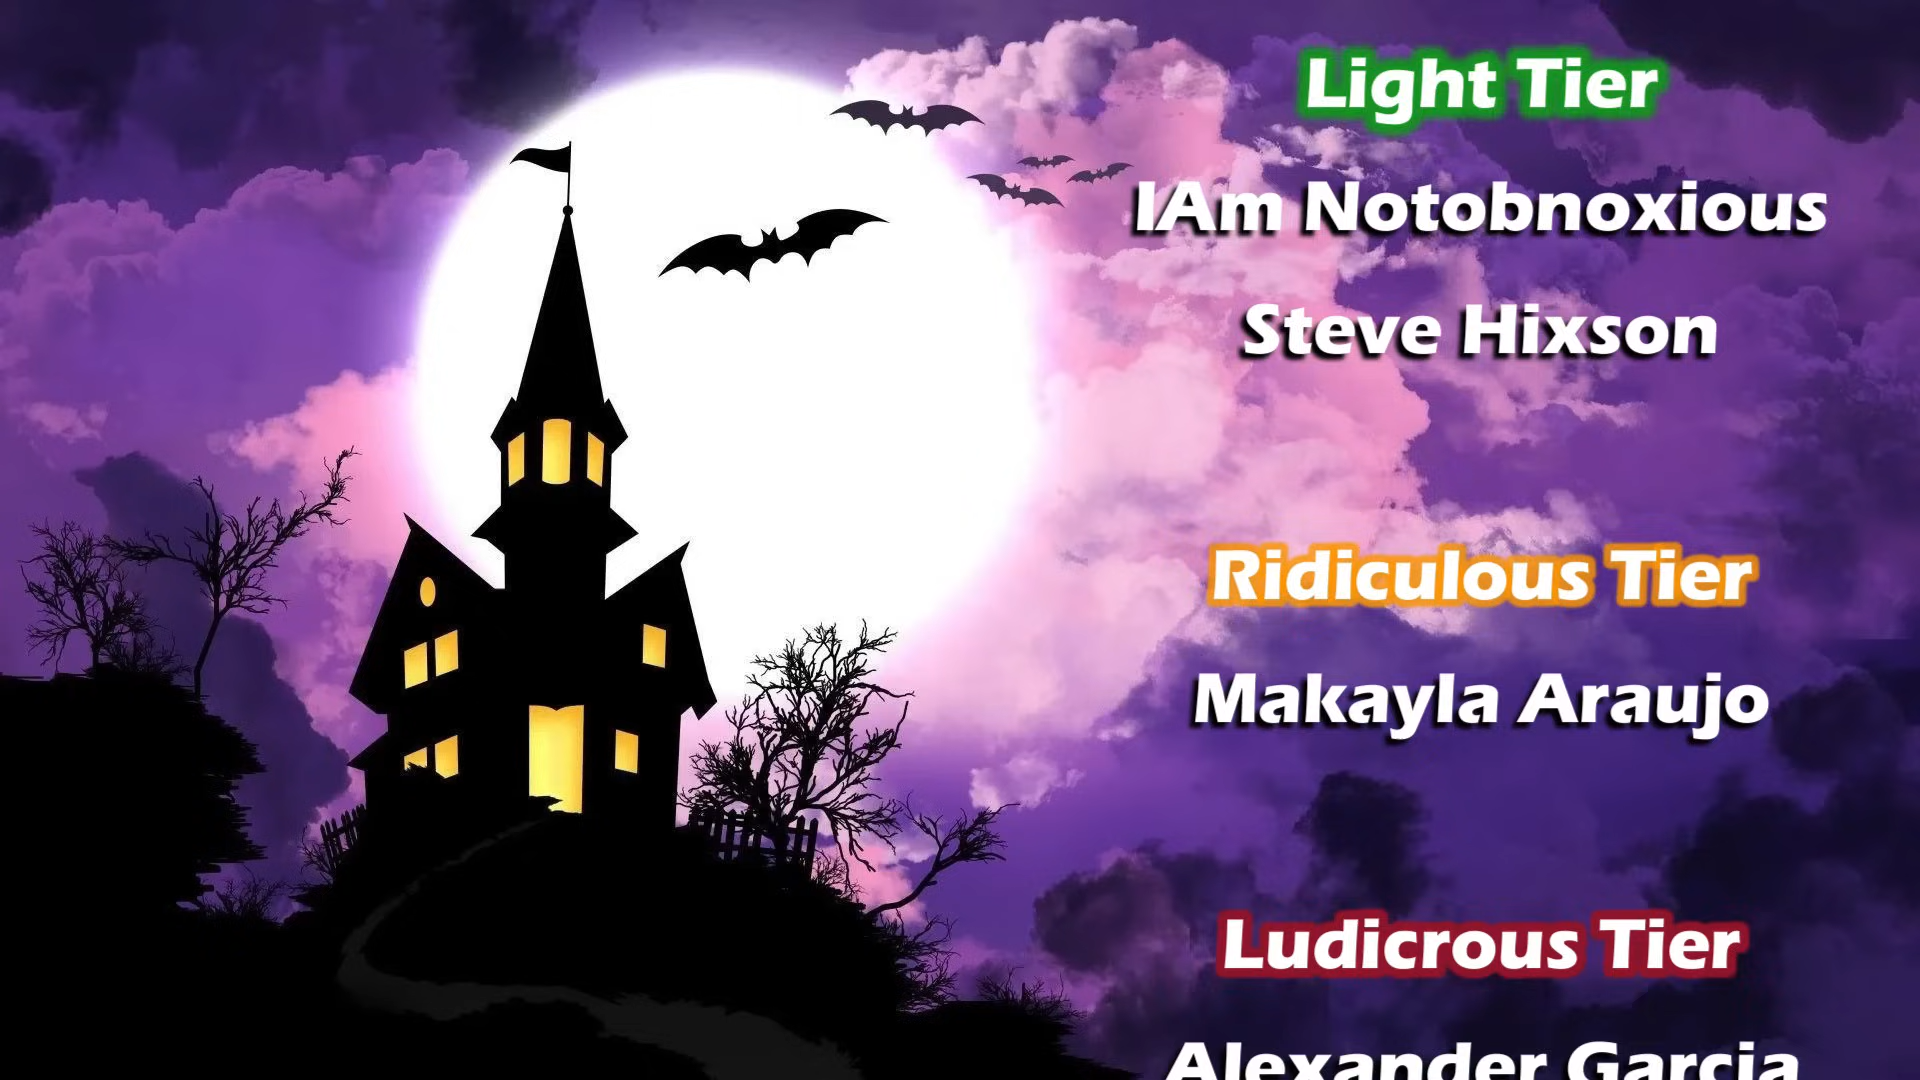 Light Tier
IAm Notobnoxious
Steve Hixson
Ridiculous Tier
Makayla Araujo
Ludicrous Tier
Alexander Garcia